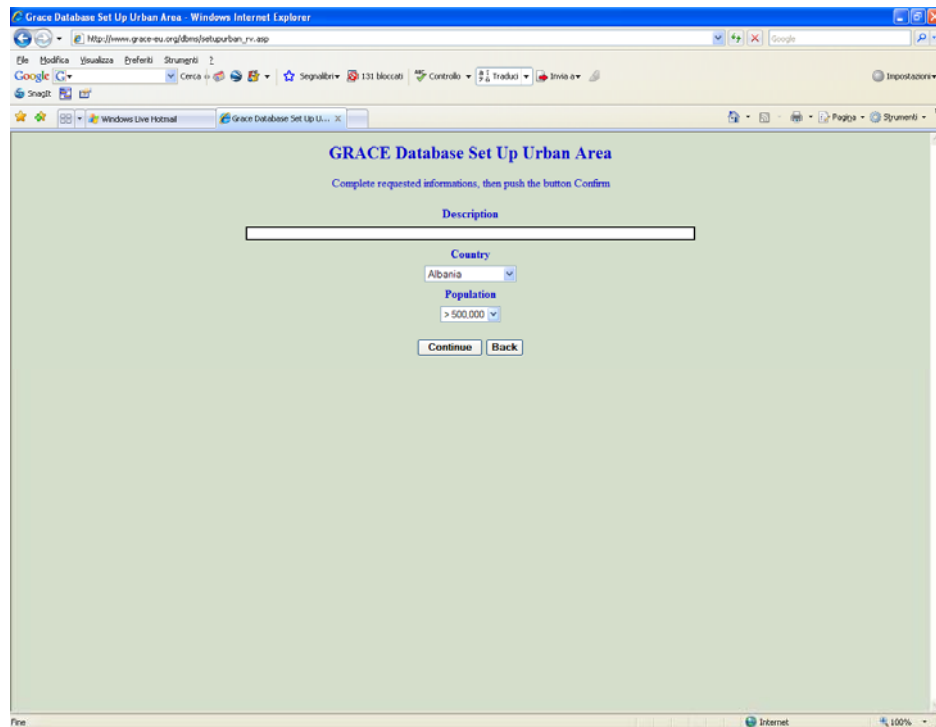 Grace Database Set Up Urban Area - Windows Internet Explorer
http://www.grace-eu.org/dbms/setupurban_rv.asp
Google
File Modifica Visualizza Preferiti Strumenti ?
Google G Cerca 131 bloccati Segnalibri Controllo Traduci Invia a Impostazioni
SnagIt
Windows Live Hotmail Grace Database Set Up U... Pagina Strumenti
GRACE Database Set Up Urban Area
Complete requested informations, then push the button Confirm
Description
Country
Albania
Population
> 500,000
Continue Back
Fine Internet 100%